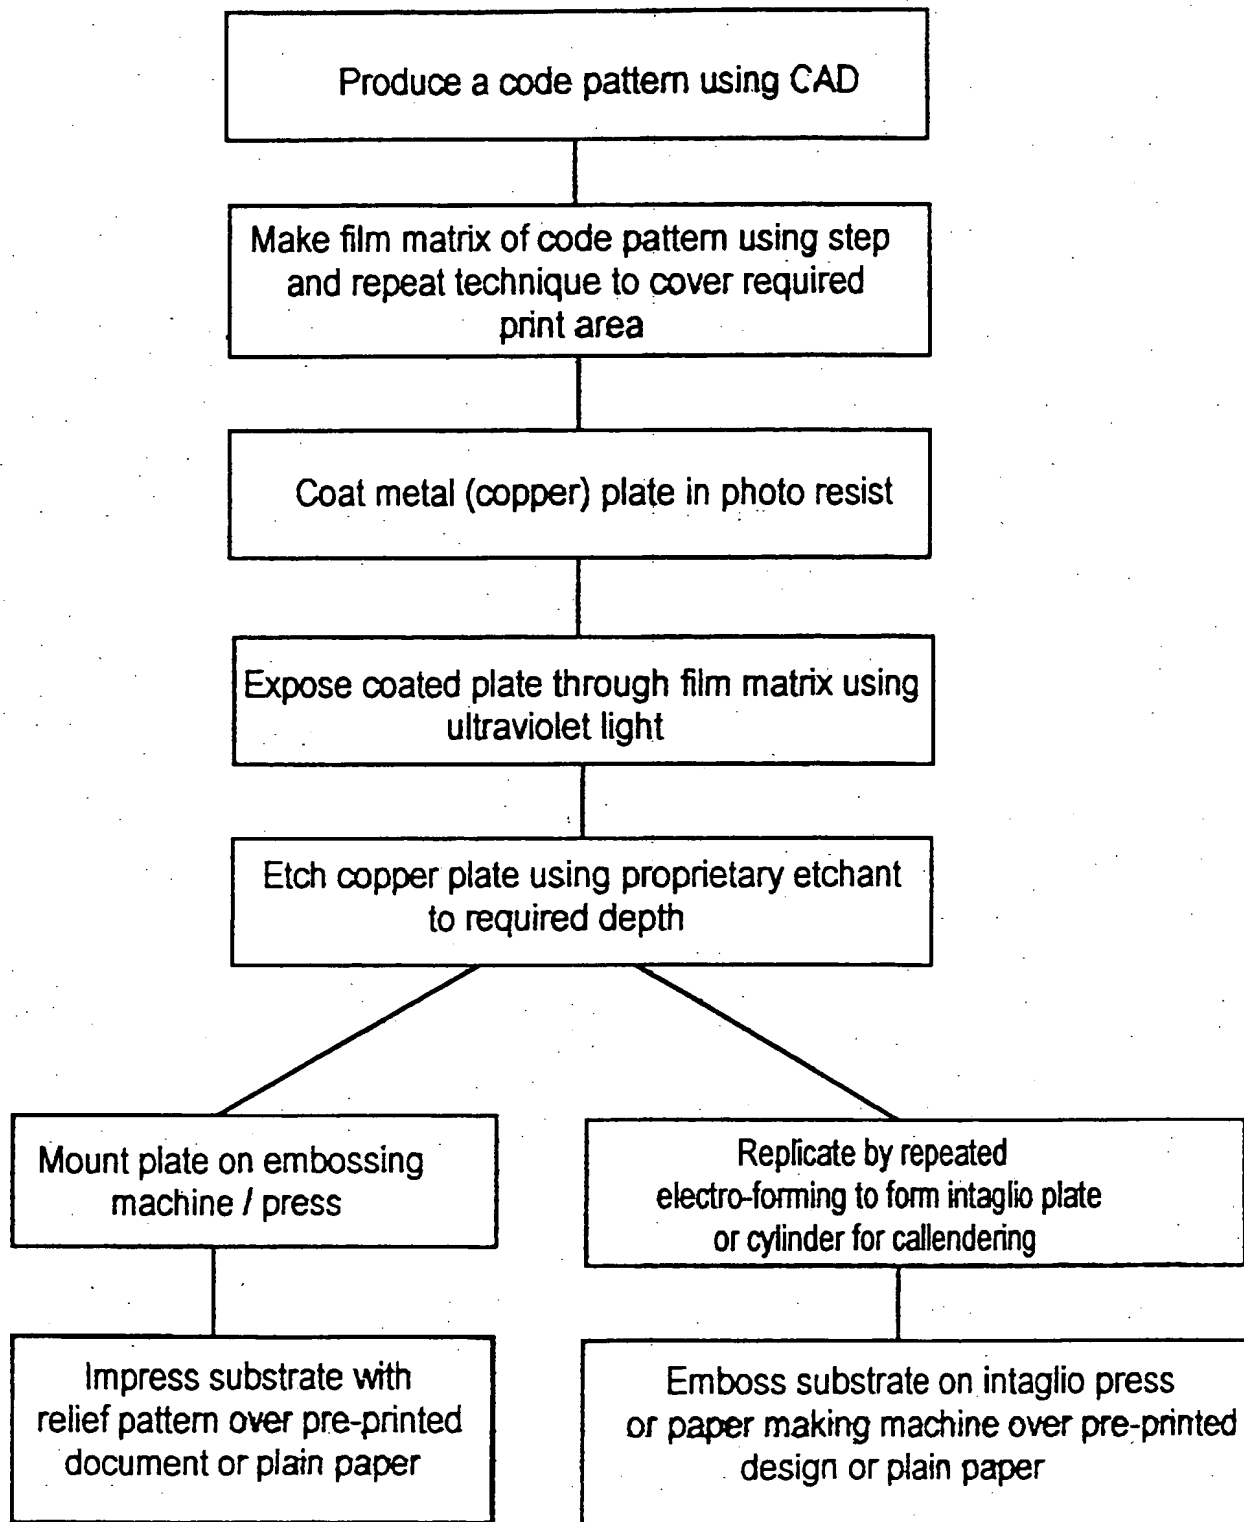 Produce a code pattern using CAD
Make film matrix of code pattern using step
and repeat technique to cover required
print area
Coat metal (copper) plate in photo resist
Expose coated plate through film matrix using
ultraviolet light
Etch copper plate using proprietary etchant
to required depth
Mount plate on embossing
machine / press
Replicate by repeated
electro-forming to form intaglio plate
or cylinder for callendering
Impress substrate with
relief pattern over pre-printed
document or plain paper
Emboss substrate on intaglio press
or paper making machine over pre-printed
design or plain paper